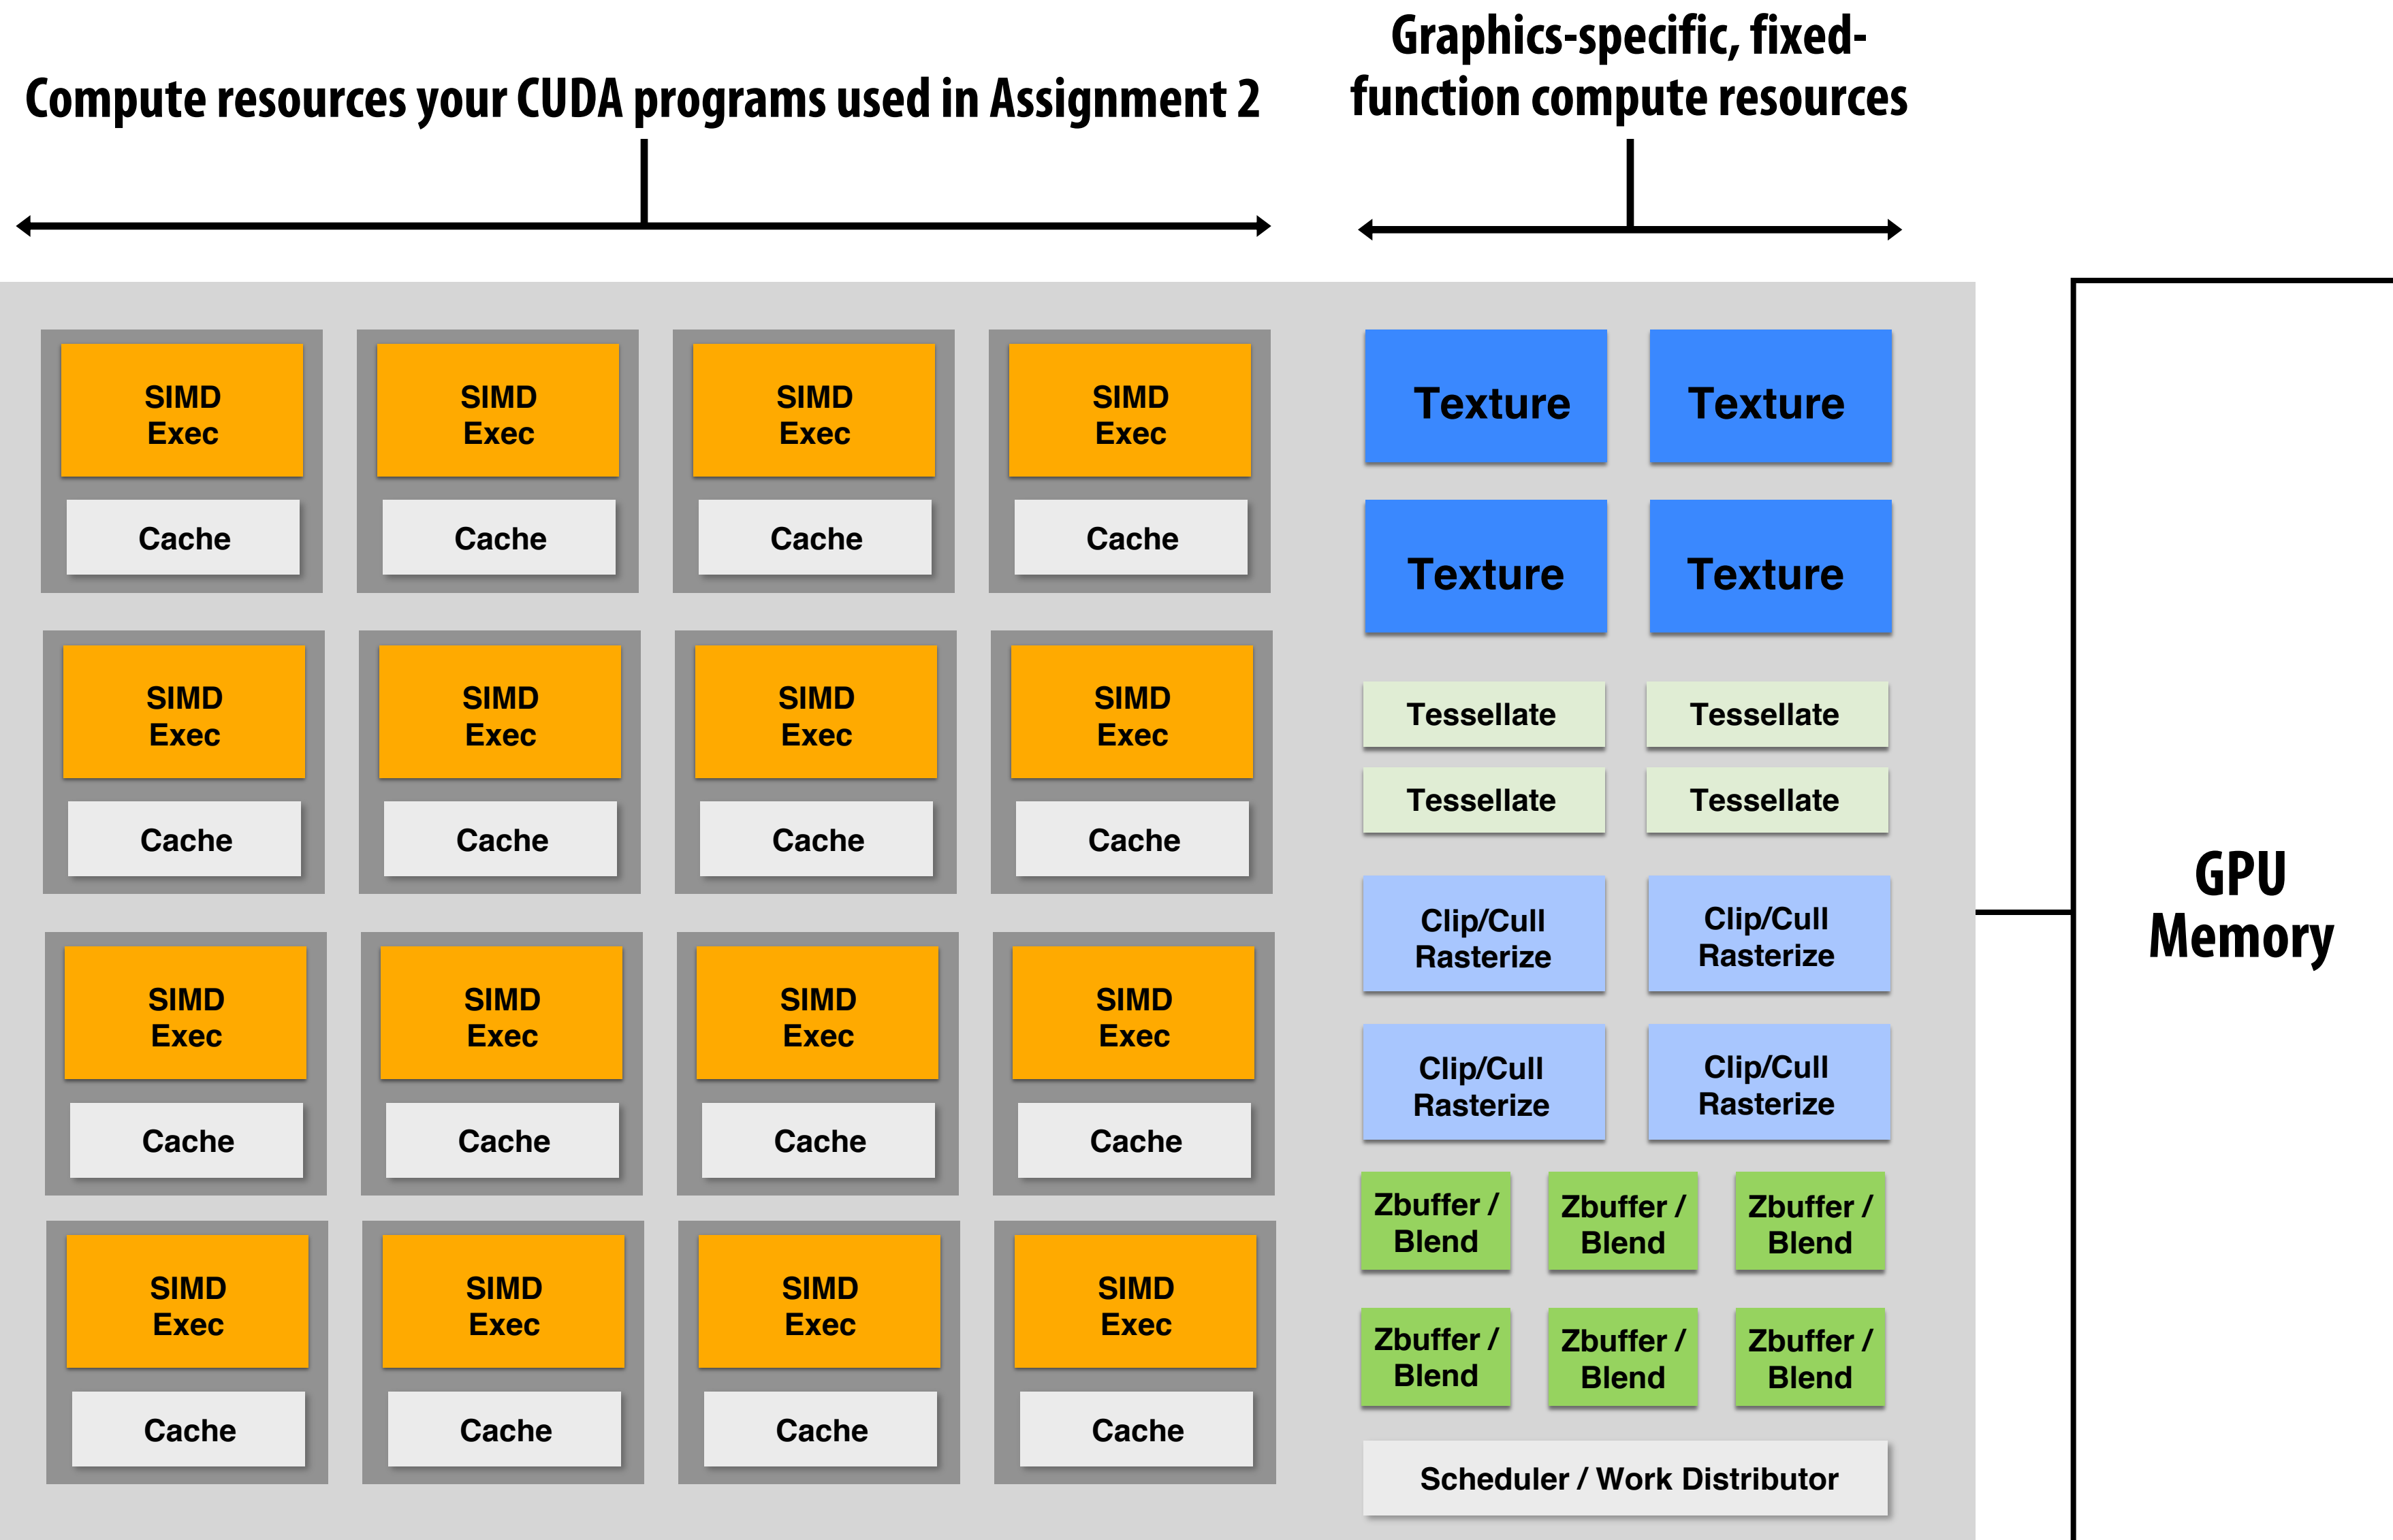 Compute resources your CUDA programs used in Assignment 2
Graphics-specific, fixed-
function compute resources
SIMD
Exec
Cache
SIMD
Exec
Cache
SIMD
Exec
Cache
SIMD
Exec
Cache
SIMD
Exec
Cache
SIMD
Exec
Cache
SIMD
Exec
Cache
SIMD
Exec
Cache
SIMD
Exec
Cache
SIMD
Exec
Cache
SIMD
Exec
Cache
SIMD
Exec
Cache
SIMD
Exec
Cache
SIMD
Exec
Cache
SIMD
Exec
Cache
SIMD
Exec
Cache
Texture
Texture
Texture
Texture
Tessellate
Tessellate
Tessellate
Tessellate
Clip/Cull
Rasterize
Clip/Cull
Rasterize
Clip/Cull
Rasterize
Clip/Cull
Rasterize
Zbuffer /
Blend
Zbuffer /
Blend
Zbuffer /
Blend
Zbuffer /
Blend
Zbuffer /
Blend
Zbuffer /
Blend
Scheduler / Work Distributor
GPU
Memory